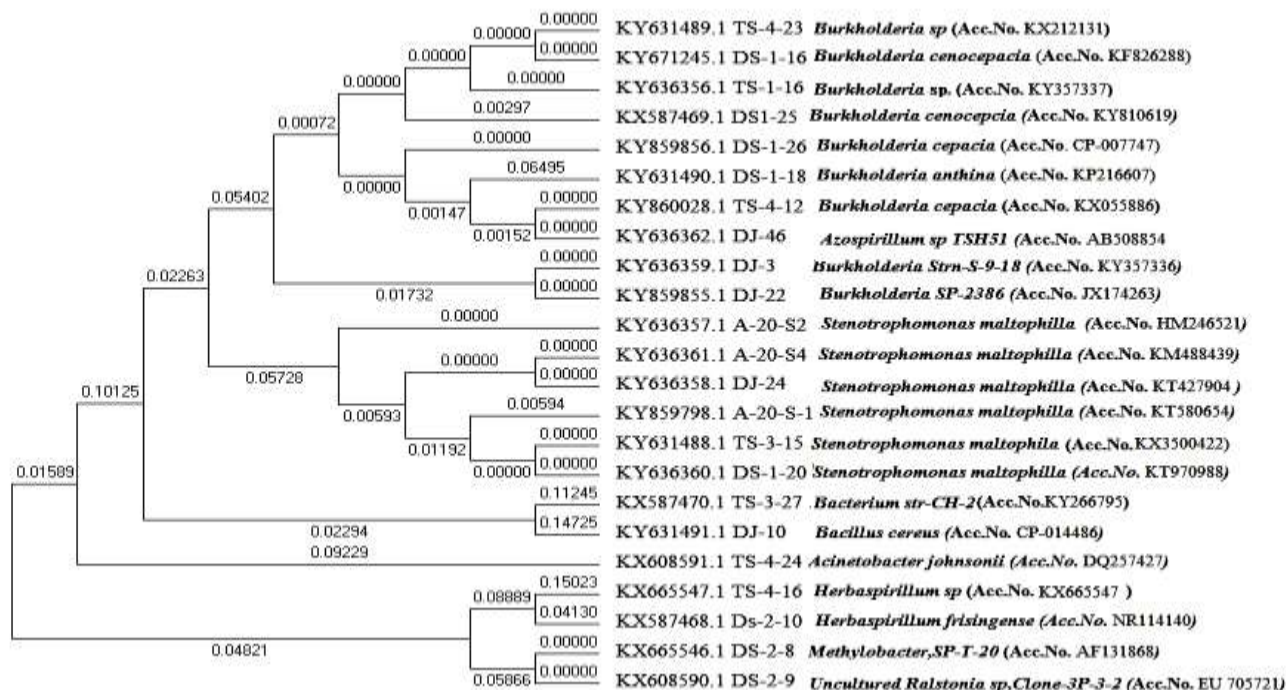 0.00000
0.00000 KY631489.1 TS-4-23 Burkholderia sp (Acc.No. KX212131)
0.00000 0.00000 KY671245.1 DS-1-16 Burkholderia cenocepacia (Acc.No. KF826288)
0.00000 0.00000 KY636356.1 TS-1-16 Burkholderia sp. (Acc.No. KY357337)
0.00297 KX587469.1 DS1-25 Burkholderia cenocepcia (Acc.No. KY810619)
0.00072 0.00000 KY859856.1 DS-1-26 Burkholderia cepacia (Acc.No. CP-007747)
0.00000 0.06495 KY631490.1 DS-1-18 Burkholderia anthina (Acc.No. KP216607)
0.05402 0.00147 0.00000 KY860028.1 TS-4-12 Burkholderia cepacia (Acc.No. KX055886)
0.00152 0.00000 KY636362.1 DJ-46 Azospirillum sp TSH51 (Acc.No. AB508854
0.00000 KY636359.1 DJ-3 Burkholderia Strn-S-9-18 (Acc.No. KY357336)
0.02263 0.01732 0.00000 KY859855.1 DJ-22 Burkholderia SP-2386 (Acc.No. JX174263)
0.00000 KY636357.1 A-20-S2 Stenotrophomonas maltophilla (Acc.No. HM246521)
0.00000 0.00000 KY636361.1 A-20-S4 Stenotrophomonas maltophilla (Acc.No. KM488439)
0.05728 0.00000 KY636358.1 DJ-24 Stenotrophomonas maltophilla (Acc.No. KT427904)
0.10125 0.00593 0.00594 KY859798.1 A-20-S-1 Stenotrophomonas maltophilla (Acc.No. KT580654)
0.01192 0.00000 KY631488.1 TS-3-15 Stenotrophomonas maltophila (Acc.No.KX3500422)
0.01589 0.00000 0.00000 KY636360.1 DS-1-20 Stenotrophomonas maltophilla (Acc.No. KT970988)
0.11245 KX587470.1 TS-3-27 Bacterium str-CH-2(Acc.No.KY266795)
0.02294 0.14725 KY631491.1 DJ-10 Bacillus cereus (Acc.No. CP-014486)
0.09229 KX608591.1 TS-4-24 Acinetobacter johnsonii (Acc.No. DQ257427)
0.08889 0.15023 KX665547.1 TS-4-16 Herbaspirillum sp (Acc.No. KX665547 )
0.04130 KX587468.1 Ds-2-10 Herbaspirillum frisingense (Acc.No. NR114140)
0.04821 0.00000 KX665546.1 DS-2-8 Methylobacter,SP-T-20 (Acc.No. AF131868)
0.05866 0.00000 KX608590.1 DS-2-9 Uncultured Ralstonia sp,Clone-3P-3-2 (Acc.No. EU 705721)